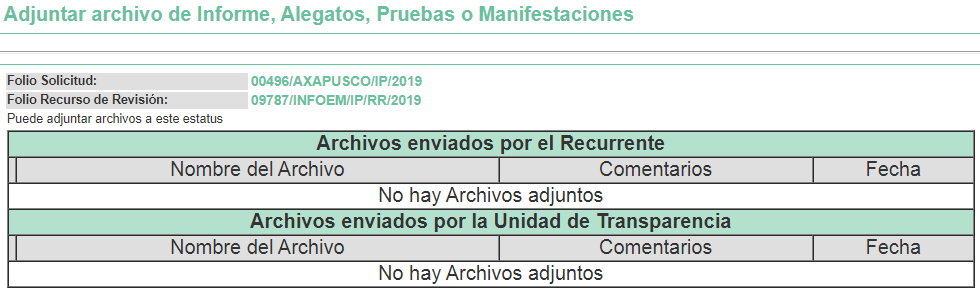 Adjuntar archivo de Informe, Alegatos, Pruebas o Manifestaciones
Folio Solicitud: 00496/AXAPUSCO/IP/2019
Folio Recurso de Revisión: 09787/INFOEM/IP/RR/2019
Puede adjuntar archivos a este estatus
Archivos enviados por el Recurrente
Nombre del Archivo Comentarios Fecha
No hay Archivos adjuntos
Archivos enviados por la Unidad de Transparencia
Nombre del Archivo Comentarios Fecha
No hay Archivos adjuntos